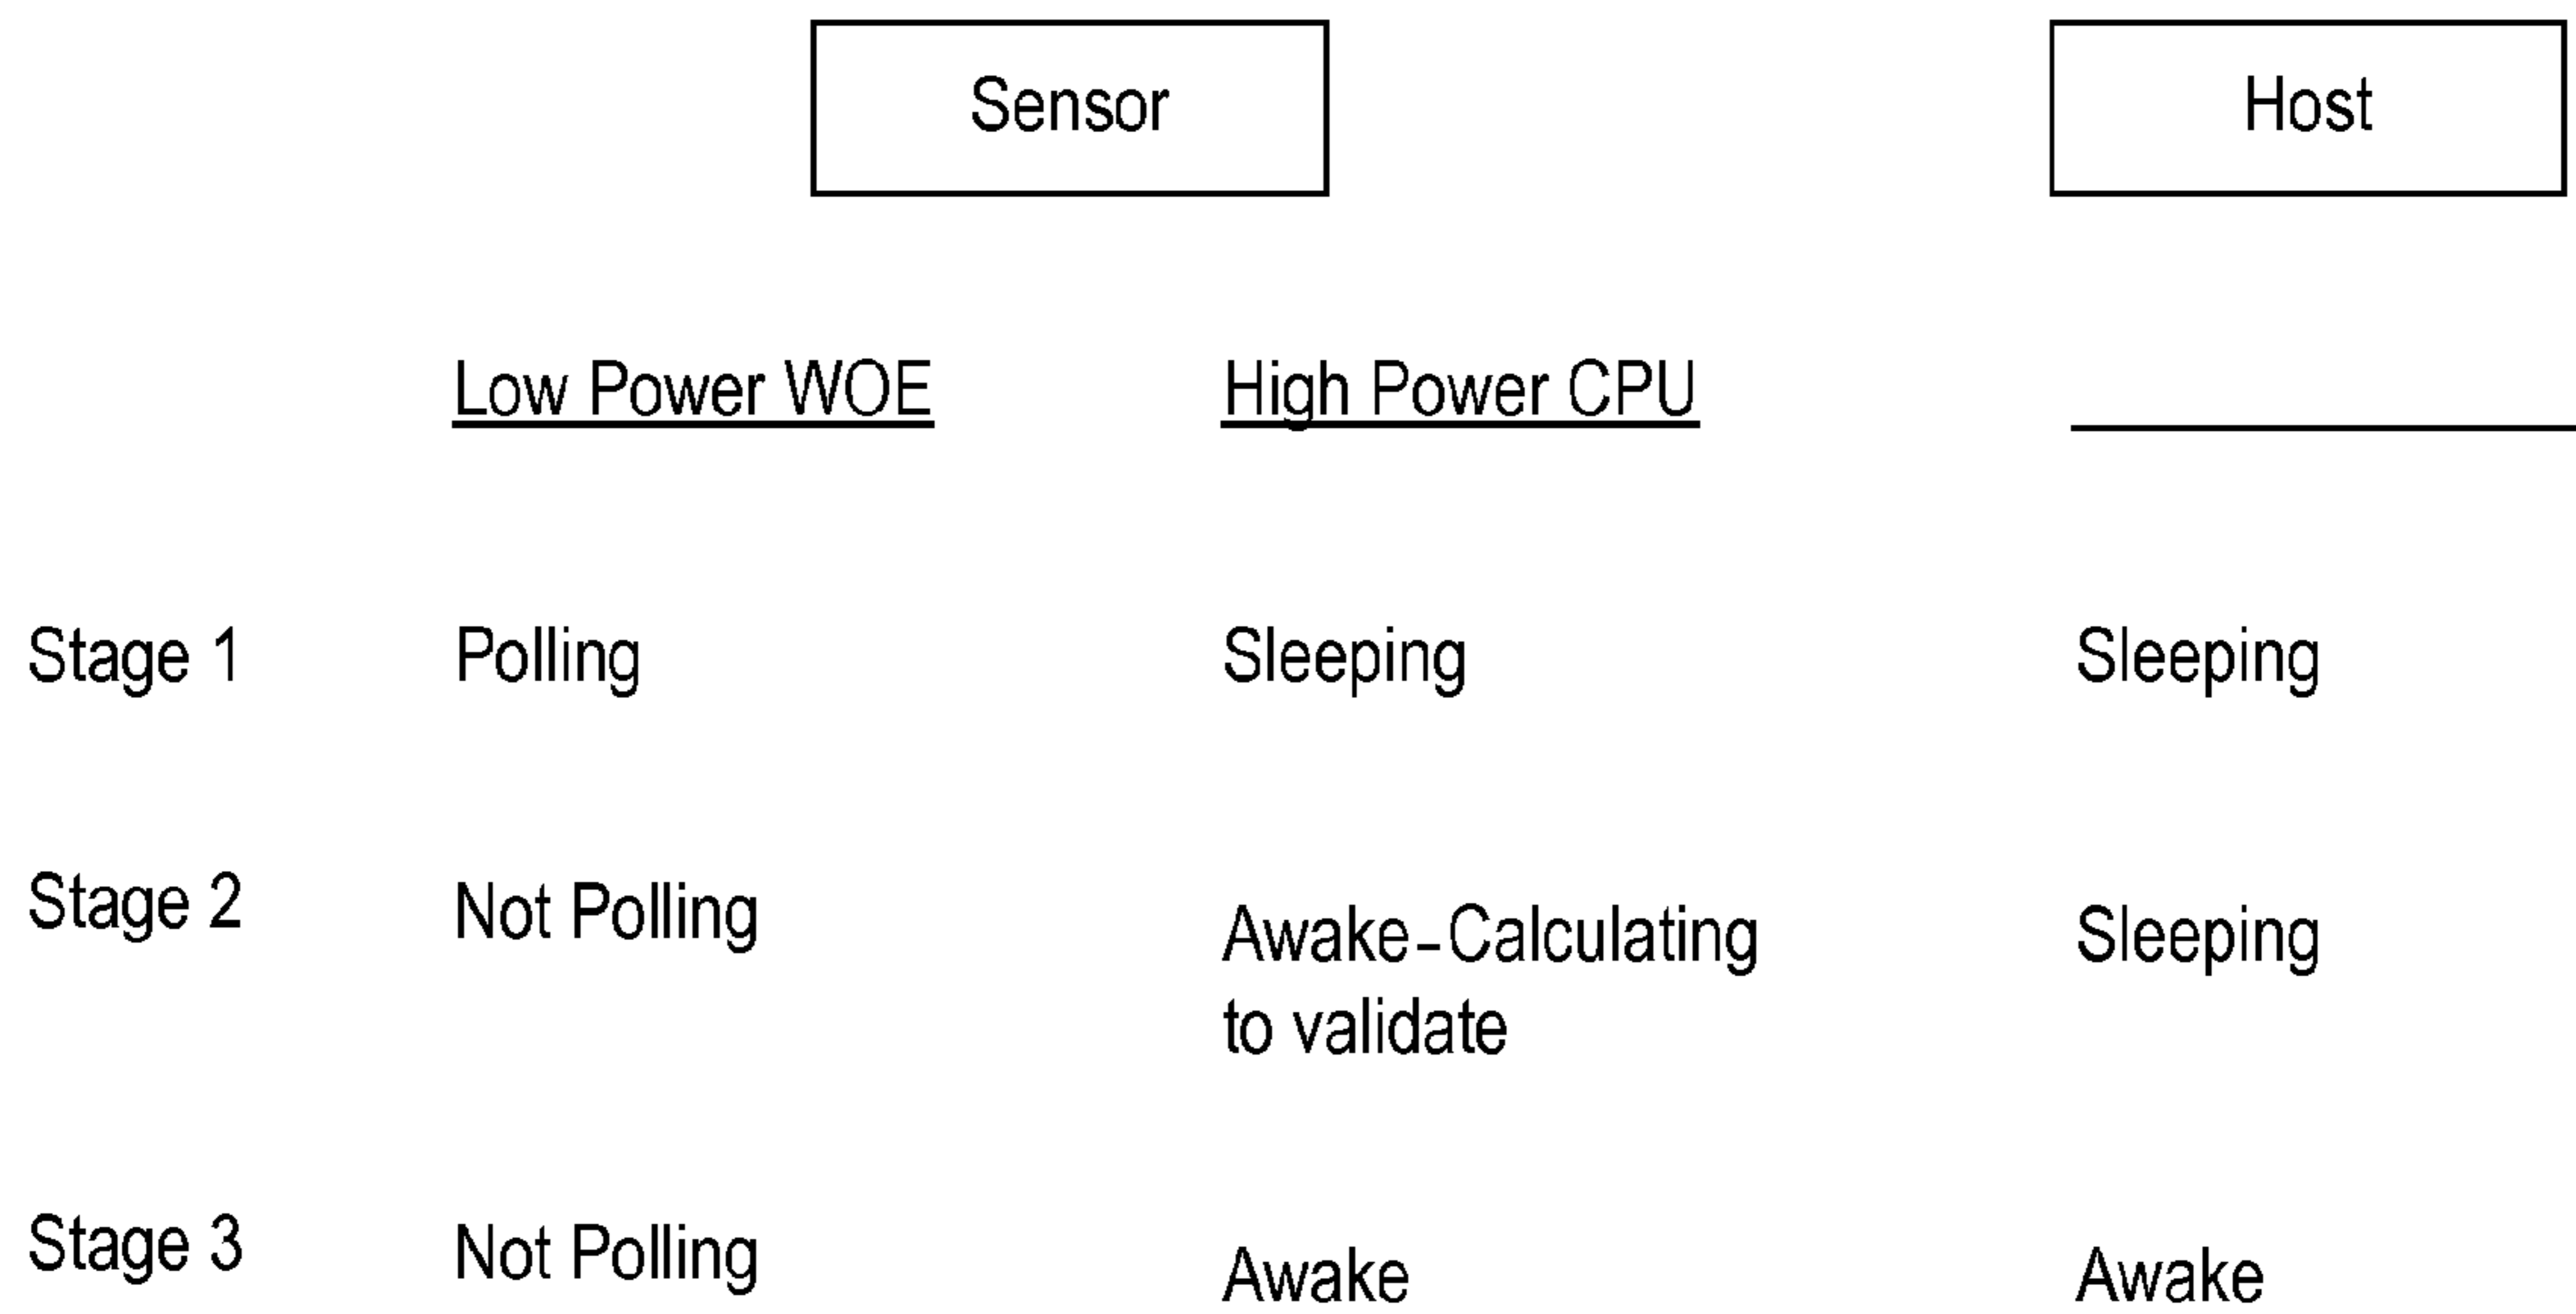 Sensor Host
Low Power WOE High Power CPU
Stage 1 Polling Sleeping Sleeping
Stage 2 Not Polling Awake-Calculating Sleeping
to validate
Stage 3 Not Polling Awake Awake